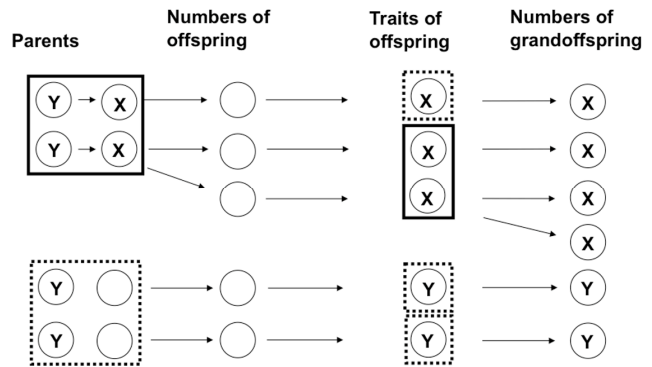 Parents
Numbers of
offspring
Traits of
offspring
Numbers of
grandoffspring
Y X X X
Y X X X
X X
X
Y Y Y
Y Y Y